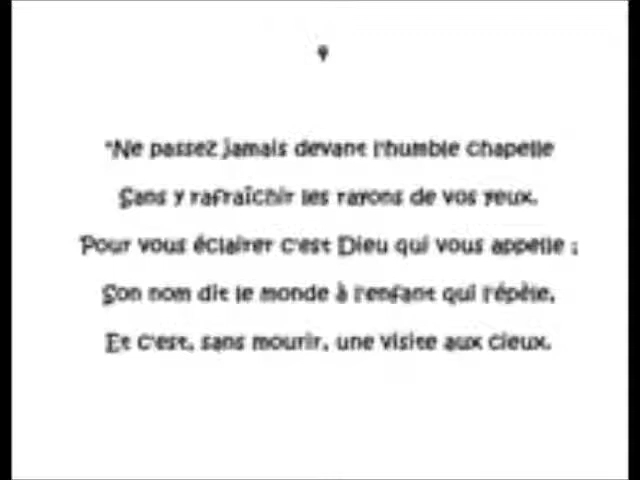 9
"Ne passez jamais devant l'humble chapelle
Sans y rafraîchir les rayons de vos yeux.
Pour vous éclairer c'est Dieu qui vous appelle ;
Son nom dit le monde à l'enfant qui l'épèle,
Et c'est, sans mourir, une visite aux cieux.